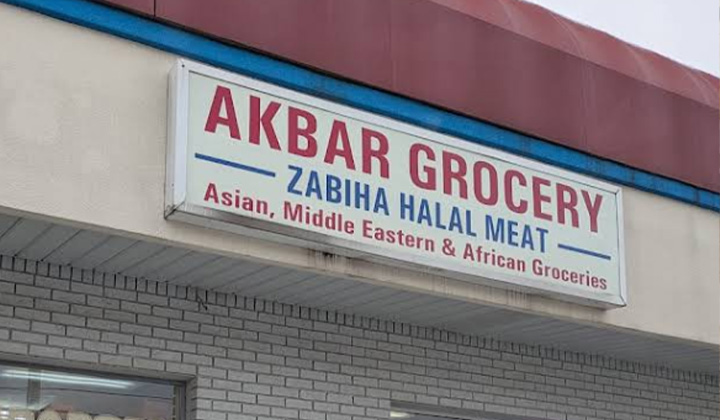 AKBAR GROCERY
ZABIHA HALAL MEAT
Asian, Middle Eastern & African Groceries